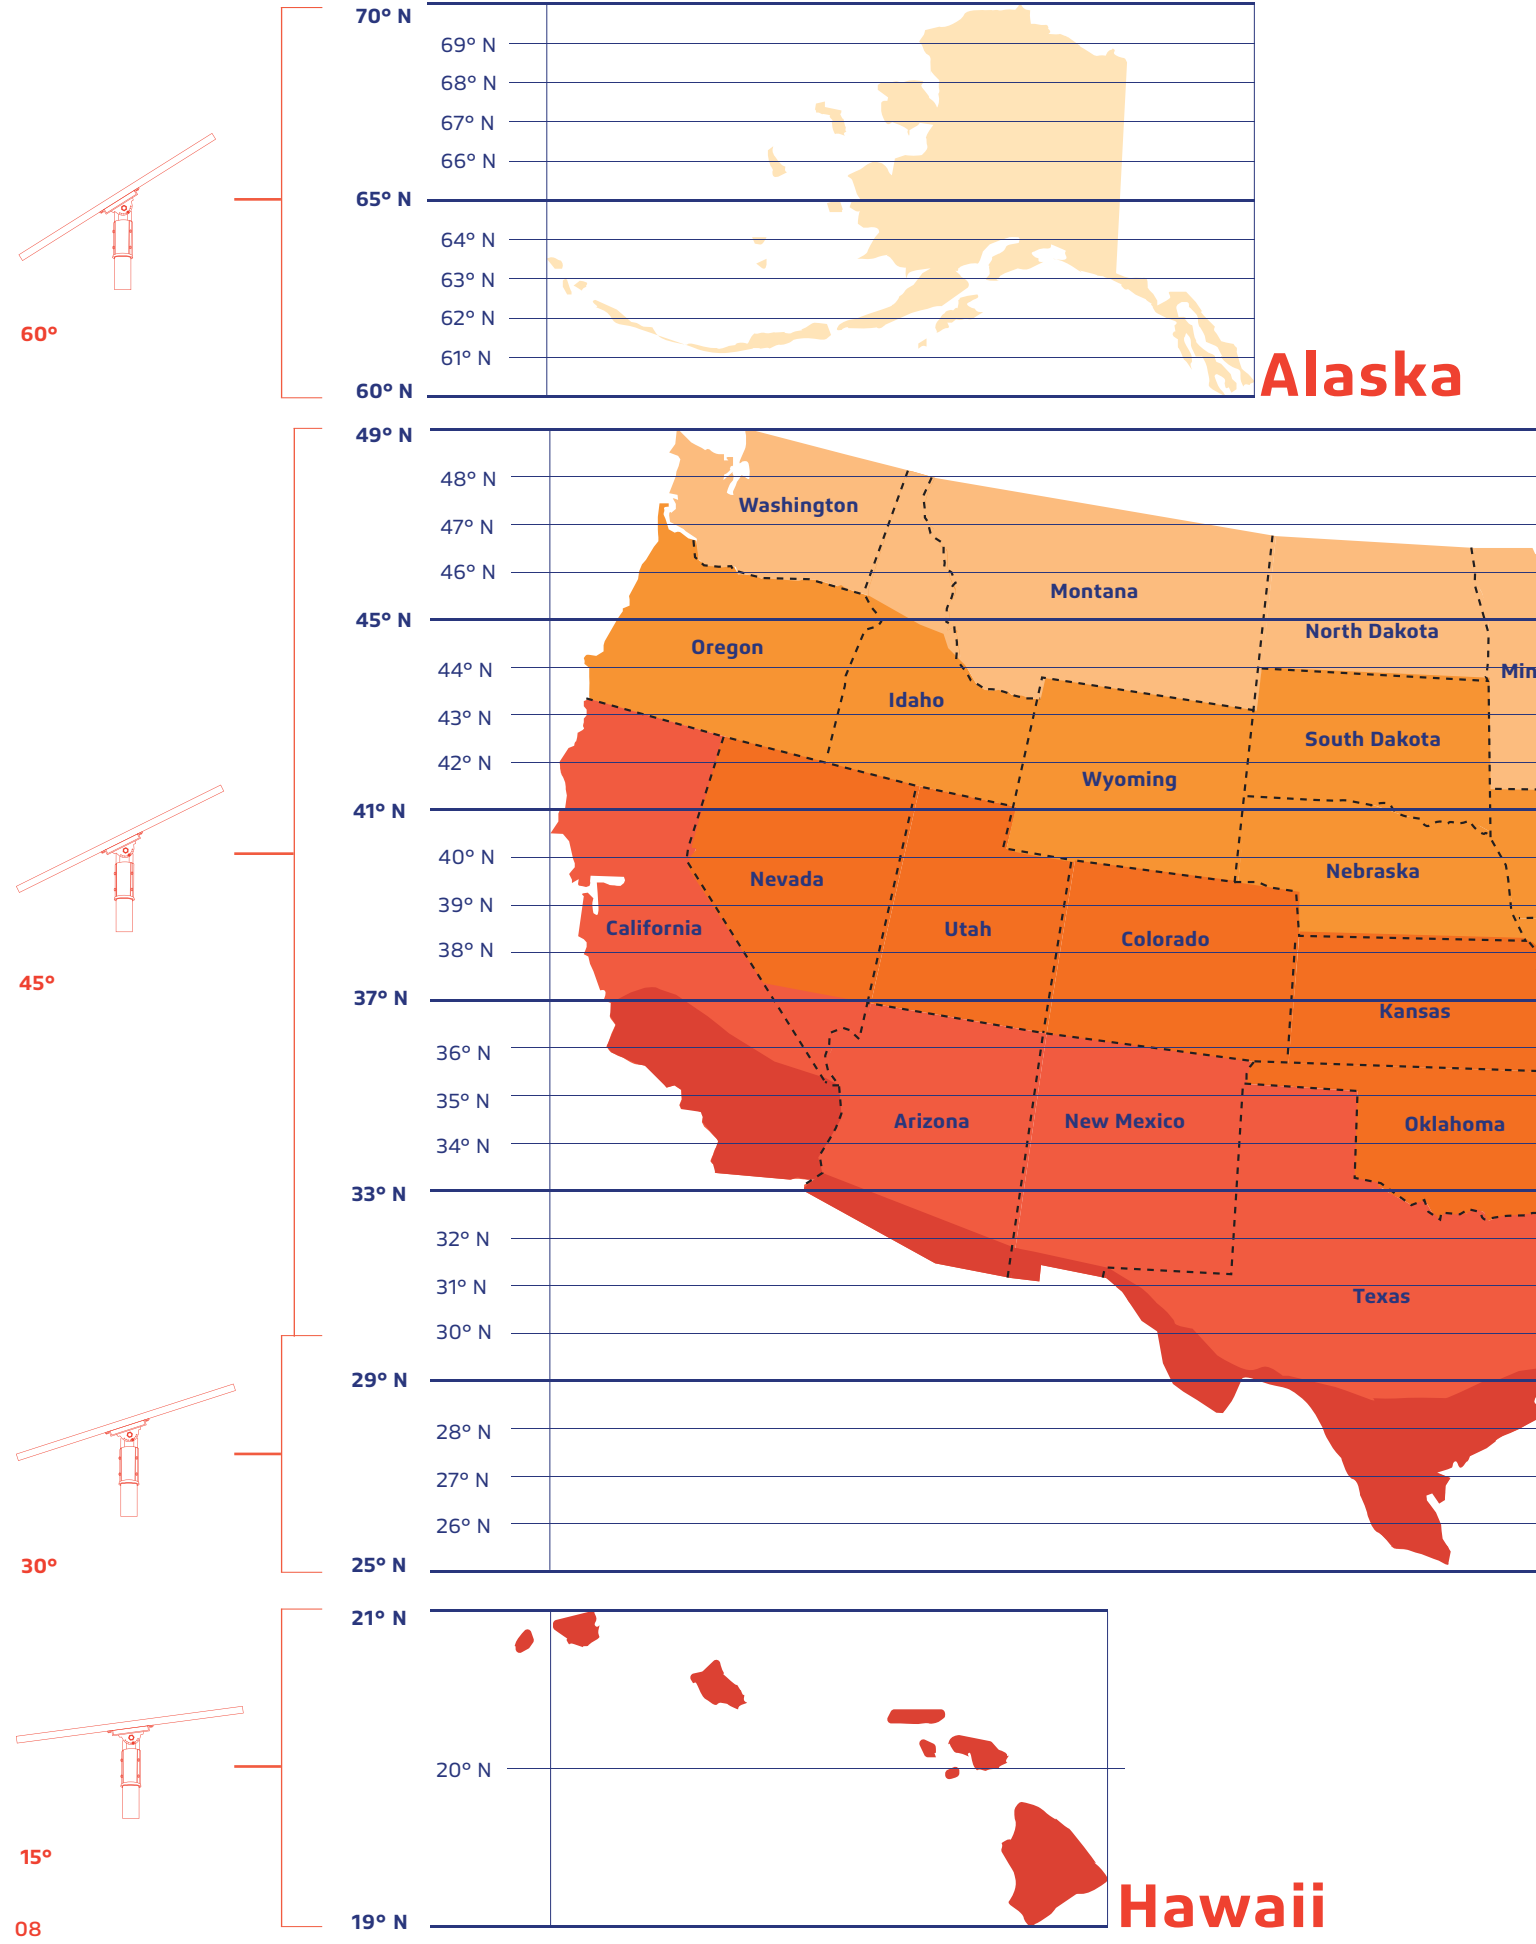 70° N
69° N
68° N
67° N
66° N
65° N
64° N
63° N
62° N
61° N
60° N
60°
Alaska
49° N
48° N
47° N
46° N
45° N
44° N
43° N
42° N
41° N
40° N
39° N
38° N
37° N
36° N
35° N
34° N
33° N
32° N
31° N
30° N
29° N
28° N
27° N
26° N
25° N
45°
30°
Washington
Montana
North Dakota
Oregon
Min
Idaho
South Dakota
Wyoming
Nebraska
Nevada
California
Utah
Colorado
Kansas
Arizona
New Mexico
Oklahoma
Texas
21° N
20° N
19° N
15°
Hawaii
08